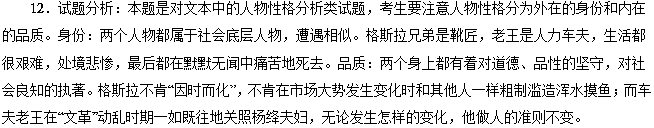 12．试题分析：本题是对文本中的人物性格分析类试题，考生要注意人物性格分为外在的身份和内在
的品质。身份：两个人物都属于社会底层人物，遭遇相似。格斯拉兄弟是靴匠，老王是人力车夫，生活都
很艰难，处境悲惨，最后都在默默无闻中痛苦地死去。品质：两个身上都有着对道德、品性的坚守，对社
会良知的执著。格斯拉不肯“因时而化”，不肯在市场大势发生变化时和其他人一样粗制滥造浑水摸鱼；而车
夫老王在“文革”动乱时期一如既往地关照杨绛夫妇，无论发生怎样的变化，他做人的准则不变。